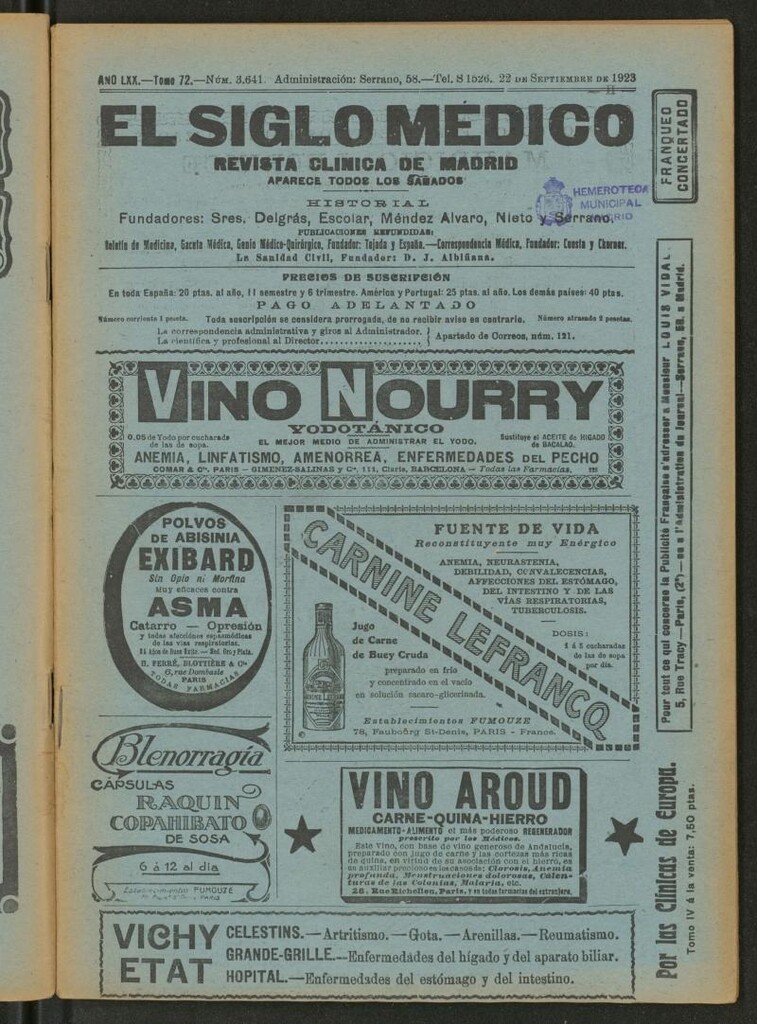 AÑO LXX.—Tomo 72.—NÚM. 3.641. Administración: Serrano, 58.—Tel. S 1526. 22 DE SEPTIEMBRE DE 1923
EL SIGLO MÉDICO
REVISTA CLINICA DE MADRID
APARECE TODOS LOS SÁBADOS
HISTORIAL
Fundadores: Sres. Delgrás, Escolar, Méndez Alvaro, Nieto y Serrano.
PUBLICACIONES REFUNDIDAS:
Boletín de Medicina, Gaceta Médica, Genio Médico-Quirúrgico, Fundador: Tejada y España.—Correspondencia Médica, Fundador: Cuesta y Ckerner.
La Sanidad Civil, Fundador: D. J. Albiñana.
HEMEROTECA
MUNICIPAL
MADRID
FRANQUEO
CONCERTADO
PRECIOS DE SUSCRIPCIÓN
En toda España: 20 ptas. al año, 11 semestre y 6 trimestre. América y Portugal: 25 ptas. al año. Los demás países: 40 ptas.
PAGO ADELANTADO
Número corriente 1 peseta. Toda suscripción se considera prorrogada, de no recibir aviso en contrario. Número atrasado 2 pesetas.
La correspondencia administrativa y giros al Administrador.
La científica y profesional al Director
Apartado de Correos, núm. 121.
VINO NOURRY
YODOTÁNICO
0,05 de Yodo por cucharada
de las de sopa.
EL MEJOR MEDIO DE ADMINISTRAR EL YODO.
Sustituye el ACEITE de HIGADO
de BACALAO.
ANEMIA, LINFATISMO, AMENORREA, ENFERMEDADES DEL PECHO
COMAR & Cⁱᵉ. PARIS — GIMENEZ-SALINAS y Cª, 111, Claris, BARCELONA — Todas las Farmacias.
POLVOS
DE ABISINIA
EXIBARD
Sin Opio ni Morfina
Muy eficaces contra
ASMA
Catarro — Opresión
y todas afecciones espasmódicas
de las vias respiratorias.
H. FERRÉ, BLOTTIÈRE & Cⁱᵉ
6, rue Dombasle
PARIS
TODAS FARMACIAS
FUENTE DE VIDA
Reconstituyente muy Enérgico
ANEMIA, NEURASTENIA,
DEBILIDAD, CONVALECENCIAS,
AFFECCIONES DEL ESTÓMAGO,
DEL INTESTINO Y DE LAS
VÍAS RESPIRATORIAS,
TUBERCULOSIS.
CARNINE LEFRANCQ
DOSIS:
cucharadas
de las de sopa
por dia.
Jugo
de Carne
de Buey Cruda
preparado en frío
y concentrado en el vacío
en solución sacaro-glicerinada.
Establecimientos FUMOUZE
78, Faubourg St-Denis, PARIS - France.
Blenorragía
CÁPSULAS
RAQUIN
COPAHIBATO
DE SOSA
6 á 12 al día
Establecimientos FUMOUZE
PARIS
VINO AROUD
CARNE-QUINA-HIERRO
MEDICAMENTO-ALIMENTO el más poderoso REGENERADOR
prescrito por los Médicos.
Este Vino, con base de vino generoso de Andalucía,
preparado con jugo de carne y las cortezas más ricas
de quina, en virtud de su asociación con el hierro, es
un auxiliar precioso en los casos de: Clorosis, Anemia
profunda, Menstruaciones dolorosas, Calenturas
de las Colonias, Malaria, etc.
28, Rue Richelieu, París, y en todas farmacias del extranjero.
VICHY
ETAT
CELESTINS.—Artritismo.—Gota.—Arenillas.—Reumatismo.
GRANDE-GRILLE.—Enfermedades del hígado y del aparato biliar.
HOPITAL.—Enfermedades del estómago y del intestino.
Pour tout ce qui concerne la Publicité Française s'adresser a Monsieur LOUIS VIDAL
5, Rue Tracy—Paris, (2ᵉ)—ou a l'Administration du Journal—Serrano, 58. a Madrid.
Por las Clínicas de Europa.
Tomo IV á la venta: 7,50 ptas.